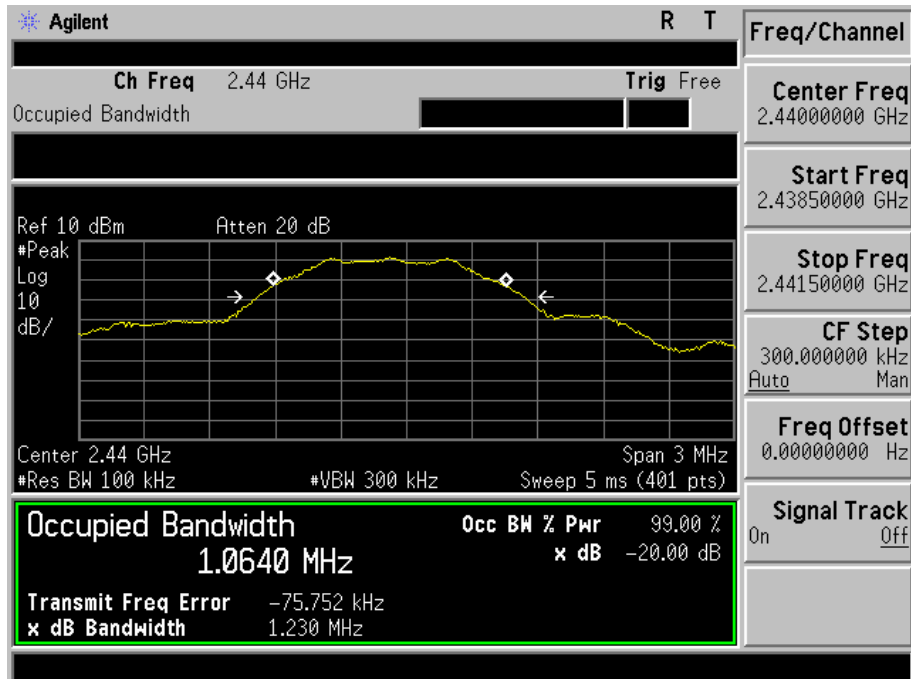 Agilent R T
Freq/Channel
Ch Freq 2.44 GHz Trig Free
Occupied Bandwidth
Center Freq
2.44000000 GHz
Start Freq
2.43850000 GHz
Stop Freq
2.44150000 GHz
CF Step
300.000000 kHz
Auto Man
Freq Offset
0.00000000 Hz
Signal Track
On Off
Ref 10 dBm Atten 20 dB
#Peak
Log
10
dB/
Center 2.44 GHz Span 3 MHz
#Res BW 100 kHz #VBW 300 kHz Sweep 5 ms (401 pts)
Occupied Bandwidth Occ BW % Pwr 99.00 %
1.0640 MHz x dB -20.00 dB
Transmit Freq Error -75.752 kHz
x dB Bandwidth 1.230 MHz